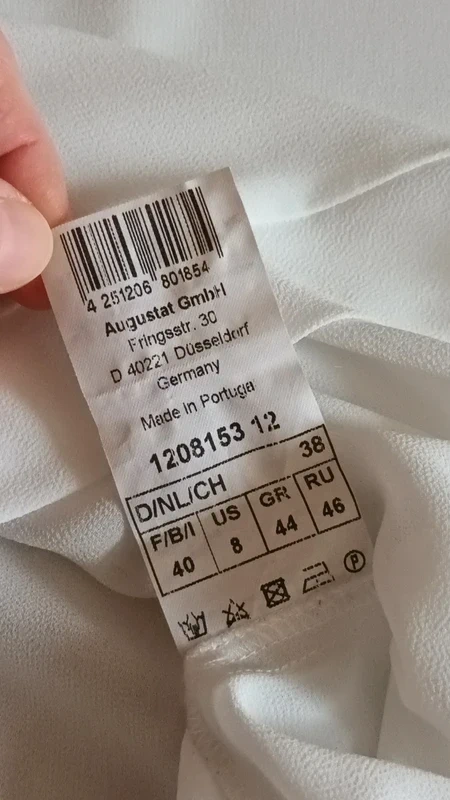 4 251206 801854
Augustat GmbH
Fringsstr. 30
D 40221 Düsseldorf
Germany
Made in Portugal
1208153 12
D/NL/CH 38
F/B/I US GR RU
40 8 44 46
P